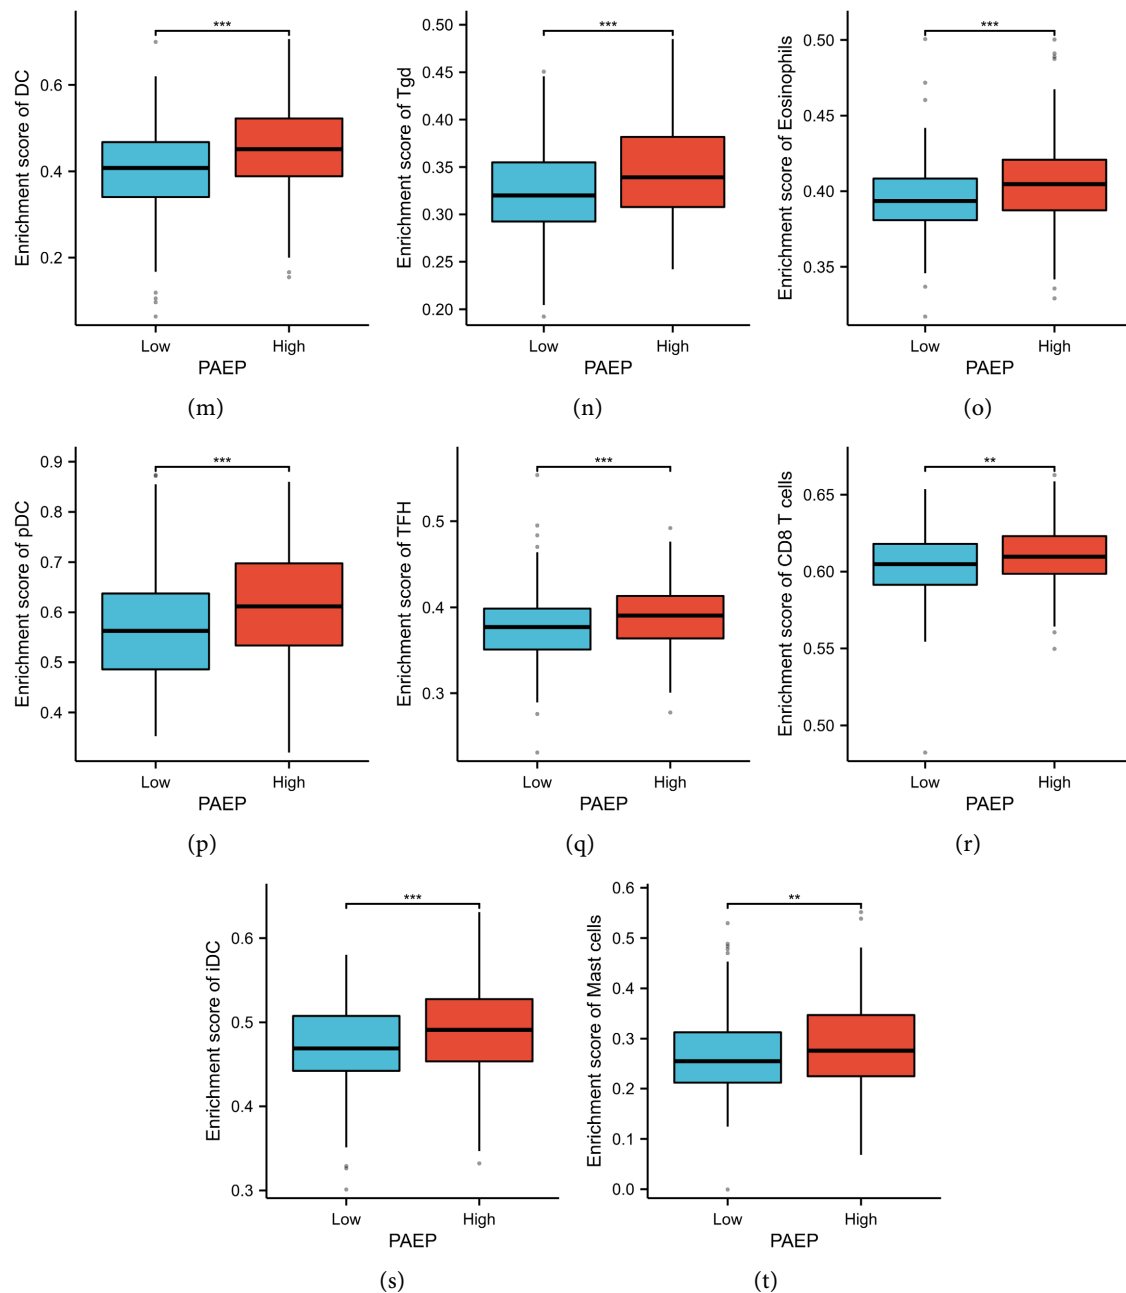 ***
0.6
0.4
0.2
Enrichment score of DC
Low High
PAEP
(m)
***
0.50
0.45
0.40
0.35
0.30
0.25
0.20
Enrichment score of Tgd
Low High
PAEP
(n)
***
0.50
0.45
0.40
0.35
Enrichment score of Eosinophils
Low High
PAEP
(o)
***
0.9
0.8
0.7
0.6
0.5
0.4
Enrichment score of pDC
Low High
PAEP
(p)
***
0.5
0.4
0.3
Enrichment score of TFH
Low High
PAEP
(q)
**
0.65
0.60
0.55
0.50
Enrichment score of CD8 T cells
Low High
PAEP
(r)
***
0.6
0.5
0.4
0.3
Enrichment score of iDC
Low High
PAEP
(s)
**
0.6
0.5
0.4
0.3
0.2
0.1
0.0
Enrichment score of Mast cells
Low High
PAEP
(t)